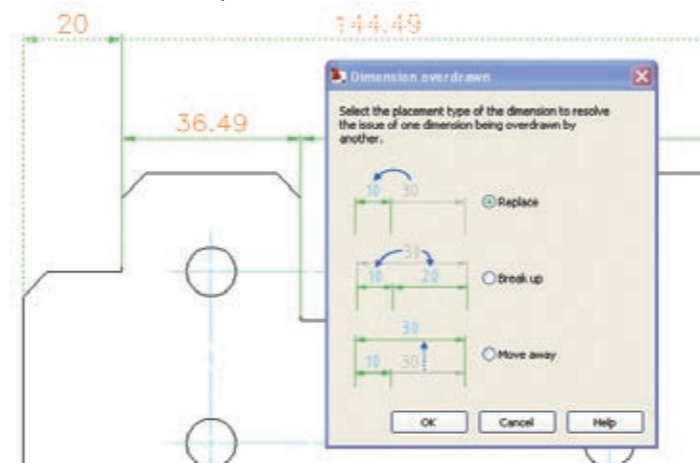 20
144.49
Dimension overdrawn
Select the placement type of the dimension to resolve
the issue of one dimension being overdrawn by
another.
36.49
10 30
Replace
30
10 20
Break up
30
10 30
Move away
OK Cancel Help